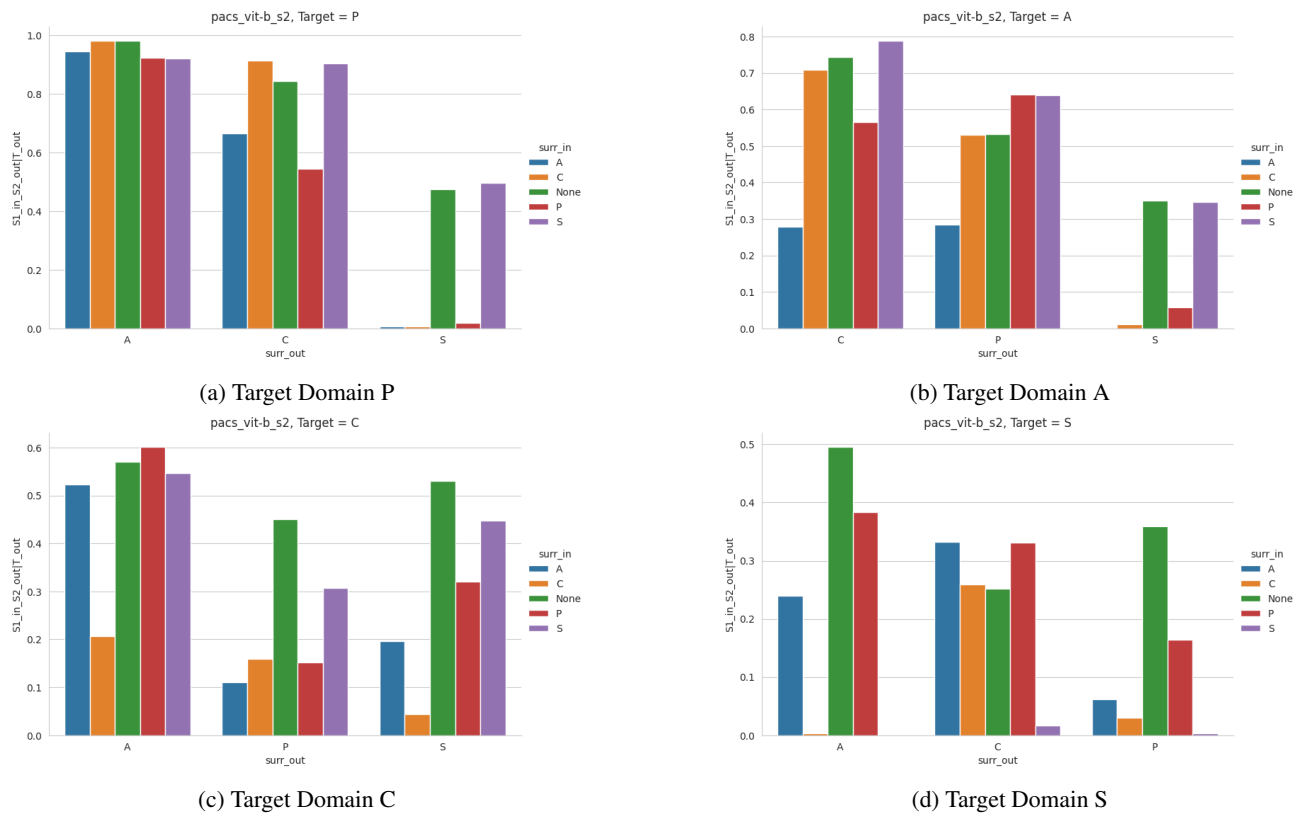 pacs_vit-b_s2, Target = P
1.0
0.8
0.6
0.4
0.2
0.0
S1_in_S2_out|T_out
A
C
S
surr_out
surr_in
A
C
None
P
S
(a) Target Domain P
pacs_vit-b_s2, Target = A
0.8
0.7
0.6
0.5
0.4
0.3
0.2
0.1
0.0
S1_in_S2_out|T_out
C
P
S
surr_out
surr_in
A
C
None
P
S
(b) Target Domain A
pacs_vit-b_s2, Target = C
0.6
0.5
0.4
0.3
0.2
0.1
0.0
S1_in_S2_out|T_out
A
P
S
surr_out
surr_in
A
C
None
P
S
(c) Target Domain C
pacs_vit-b_s2, Target = S
0.5
0.4
0.3
0.2
0.1
0.0
S1_in_S2_out|T_out
A
C
P
surr_out
surr_in
A
C
None
P
S
(d) Target Domain S